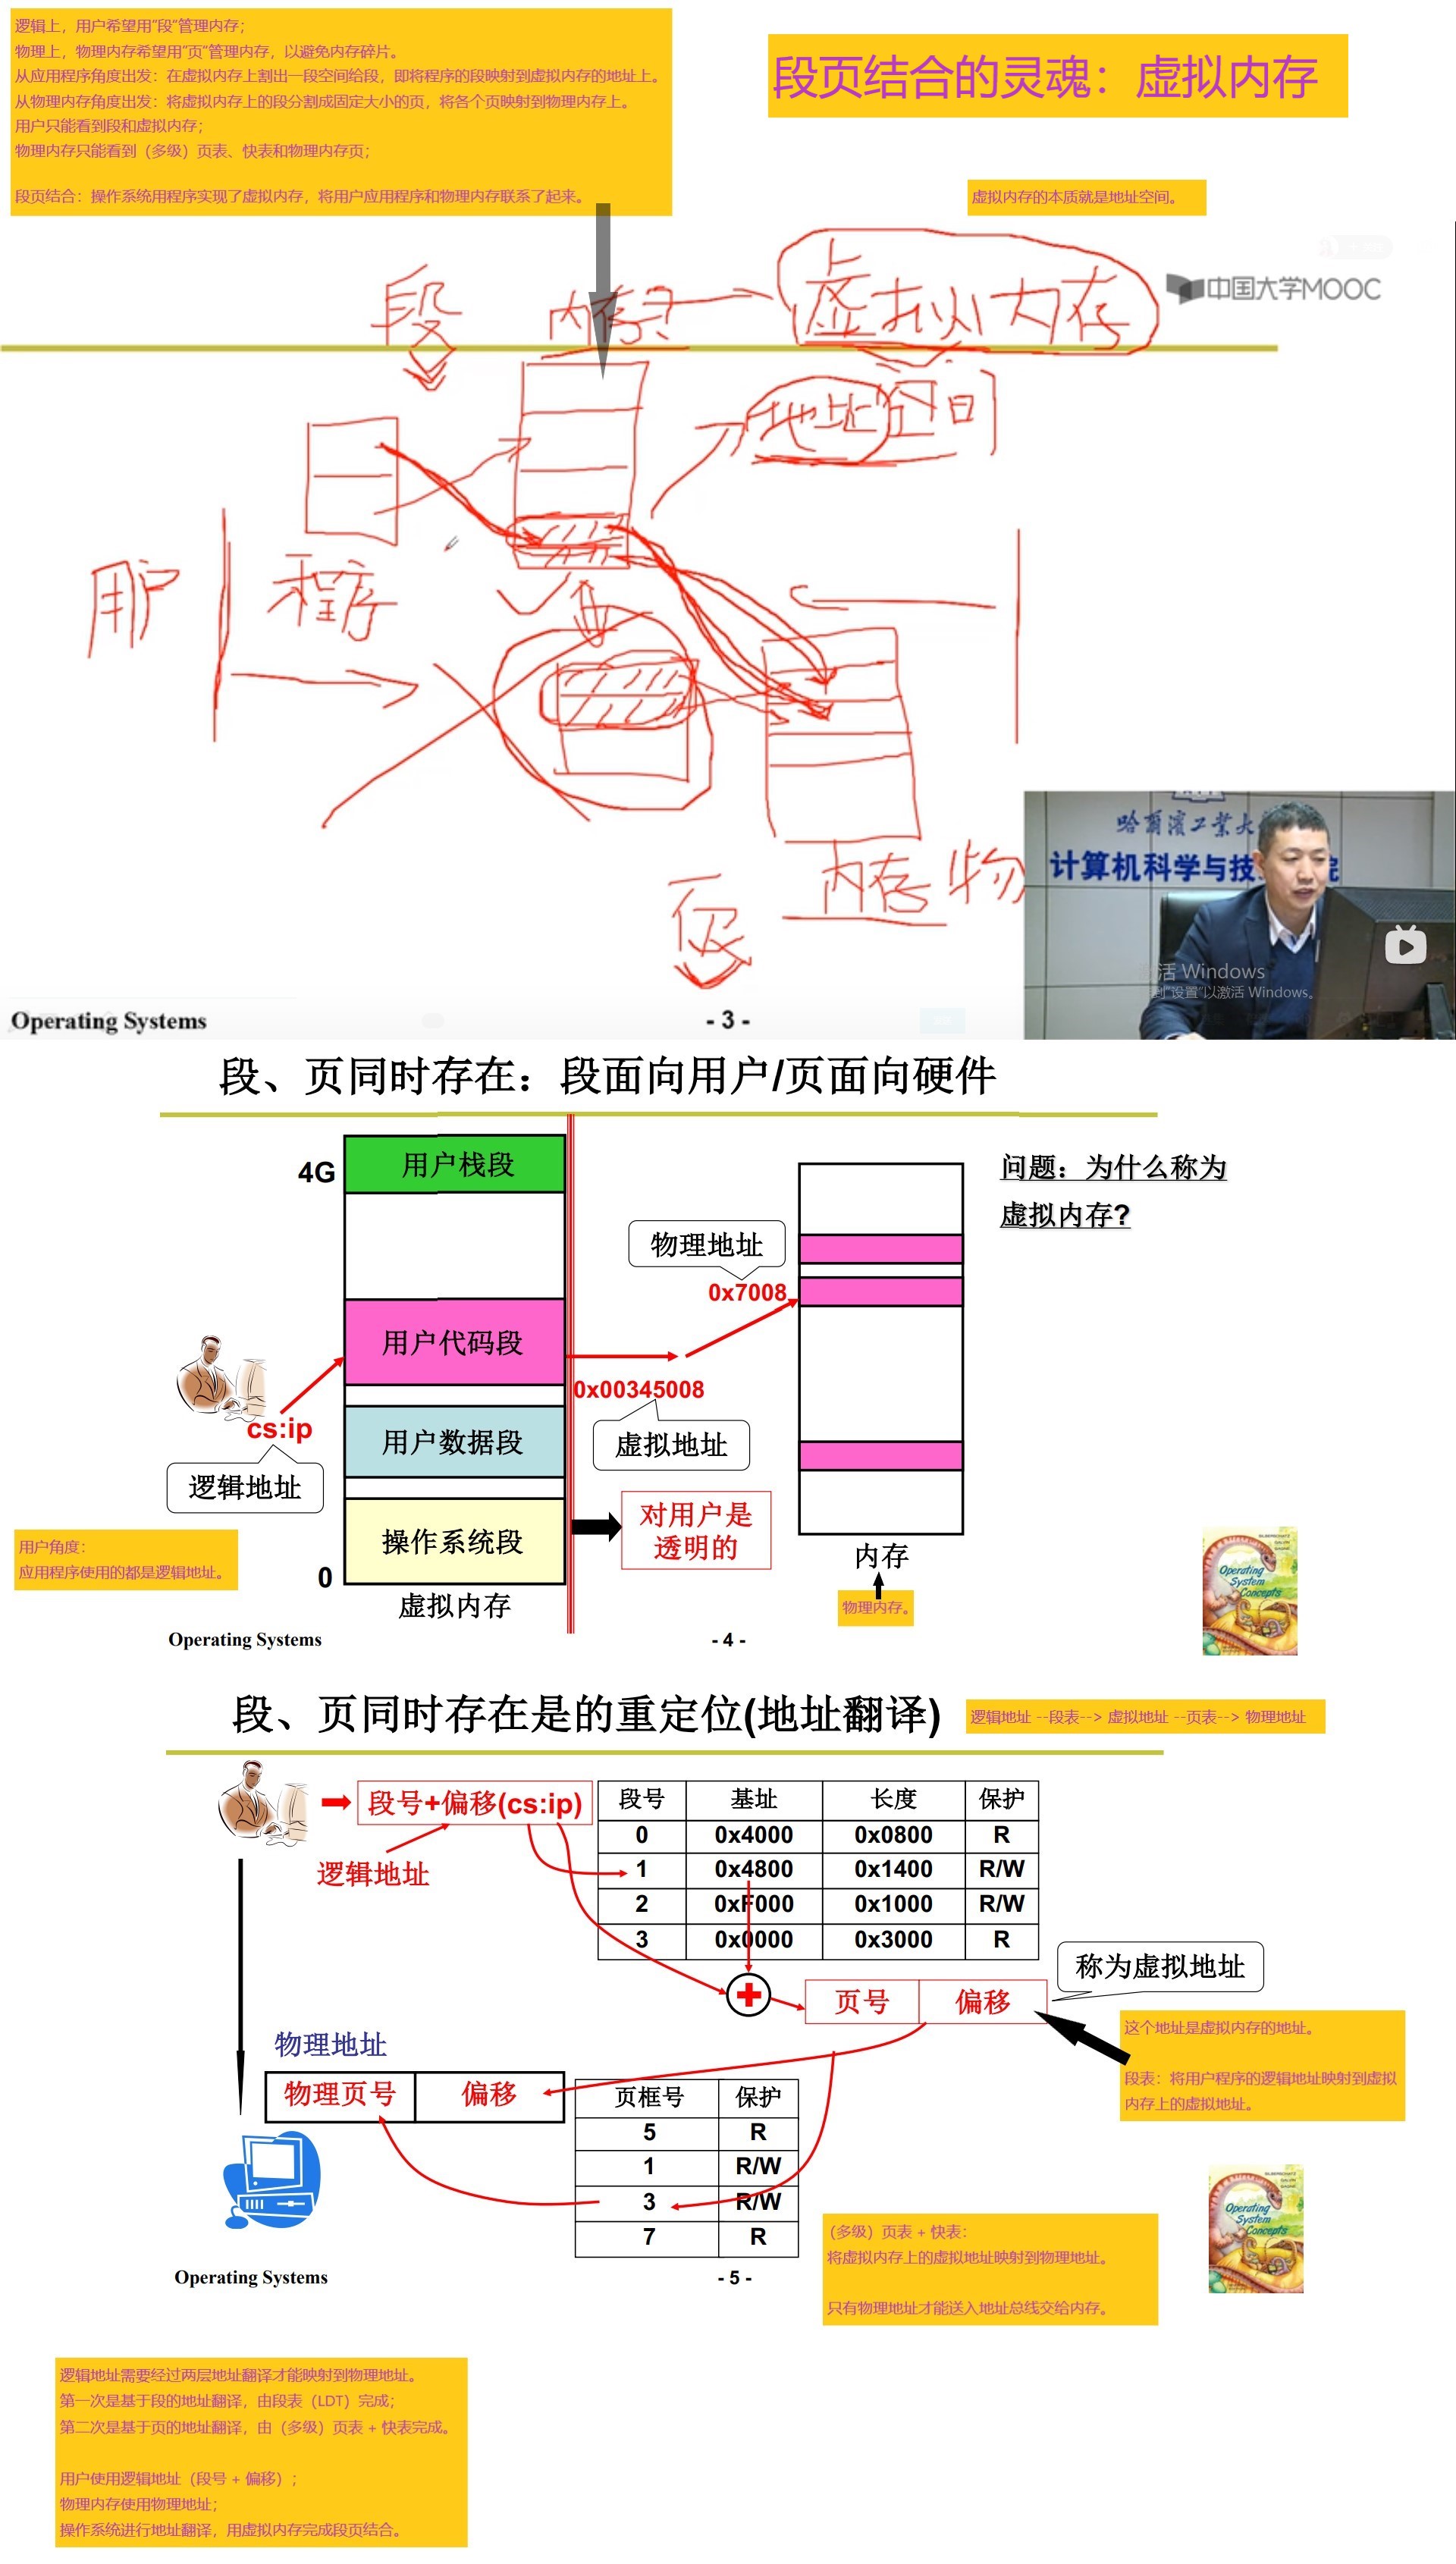 逻辑上，用户希望用"段"管理内存；
物理上，物理内存希望用"页"管理内存，以避免内存碎片。
从应用程序角度出发：在虚拟内存上割出一段空间给段，即将程序的段映射到虚拟内存的地址上。
从物理内存角度出发：将虚拟内存上的段分割成固定大小的页，将各个页映射到物理内存上。
用户只能看到段和虚拟内存；
物理内存只能看到（多级）页表、快表和物理内存页；
段页结合：操作系统用程序实现了虚拟内存，将用户应用程序和物理内存联系了起来。
段页结合的灵魂：虚拟内存
虚拟内存的本质就是地址空间。
段
内存?
虚拟内存
中国大学MOOC
地址空间
用户
程序
内存
物
页
哈尔滨工业大
计算机科学与技
院
活 Windows
到"设置"以激活 Windows。
Operating Systems
- 3 -
段、页同时存在：段面向用户/页面向硬件
4G
用户栈段
问题：为什么称为
虚拟内存?
物理地址
0x7008
用户代码段
0x00345008
cs:ip
用户数据段
虚拟地址
逻辑地址
操作系统段
对用户是
透明的
用户角度：
应用程序使用的都是逻辑地址。
0
虚拟内存
内存
物理内存。
Operating System Concepts
Operating Systems
- 4 -
段、页同时存在是的重定位(地址翻译)
逻辑地址 --段表--> 虚拟地址 --页表--> 物理地址
段号+偏移(cs:ip)
逻辑地址
段号 基址 长度 保护
0 0x4000 0x0800 R
1 0x4800 0x1400 R/W
2 0xF000 0x1000 R/W
3 0x0000 0x3000 R
称为虚拟地址
页号 偏移
这个地址是虚拟内存的地址。
段表：将用户程序的逻辑地址映射到虚拟
内存上的虚拟地址。
物理地址
物理页号 偏移
页框号 保护
5 R
1 R/W
3 R/W
7 R
（多级）页表 + 快表：
将虚拟内存上的虚拟地址映射到物理地址。
只有物理地址才能送入地址总线交给内存。
Operating System Concepts
Operating Systems
- 5 -
逻辑地址需要经过两层地址翻译才能映射到物理地址。
第一次是基于段的地址翻译，由段表（LDT）完成；
第二次是基于页的地址翻译，由（多级）页表 + 快表完成。
用户使用逻辑地址（段号 + 偏移）；
物理内存使用物理地址；
操作系统进行地址翻译，用虚拟内存完成段页结合。